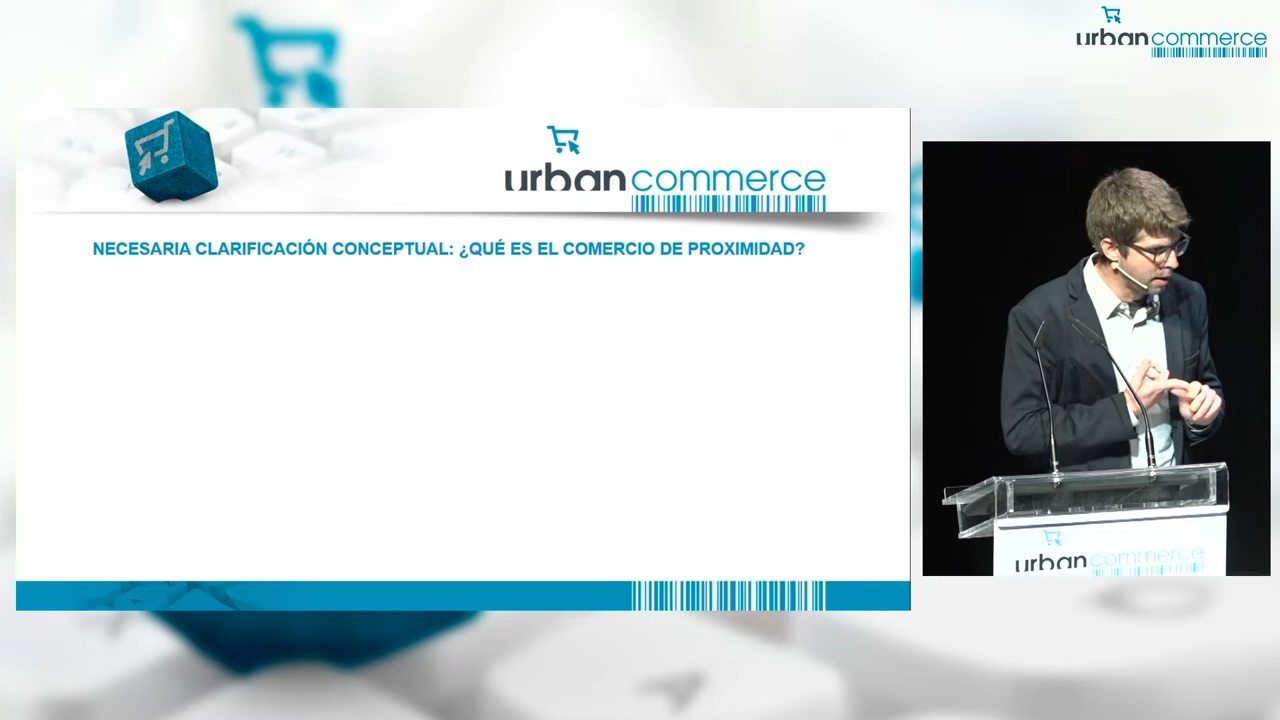 urbancommerce
urbancommerce
NECESARIA CLARIFICACIÓN CONCEPTUAL: ¿QUÉ ES EL COMERCIO DE PROXIMIDAD?
urbancommerce